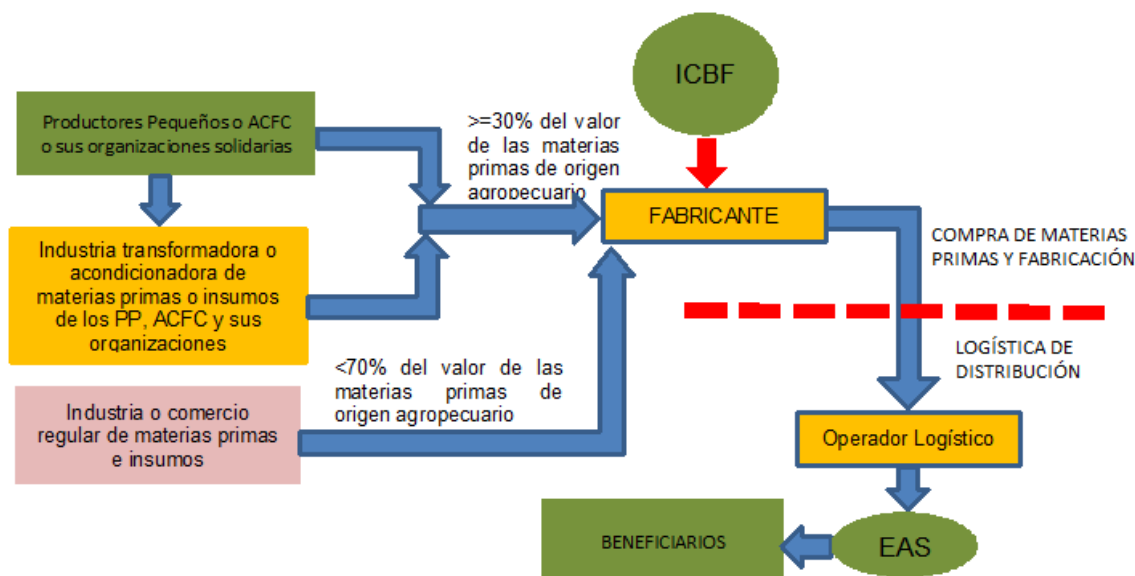 ICBF
Productores Pequeños o ACFC
o sus organizaciones solidarias
>=30% del valor
de las materias
primas de origen
agropecuario
FABRICANTE
Industria transformadora o
acondicionadora de
materias primas o insumos
de los PP, ACFC y sus
organizaciones
COMPRA DE MATERIAS
PRIMAS Y FABRICACIÓN
LOGÍSTICA DE
DISTRIBUCIÓN
<70% del valor de las
materias primas de
origen agropecuario
Industria o comercio
regular de materias primas
e insumos
Operador Logístico
BENEFICIARIOS
EAS